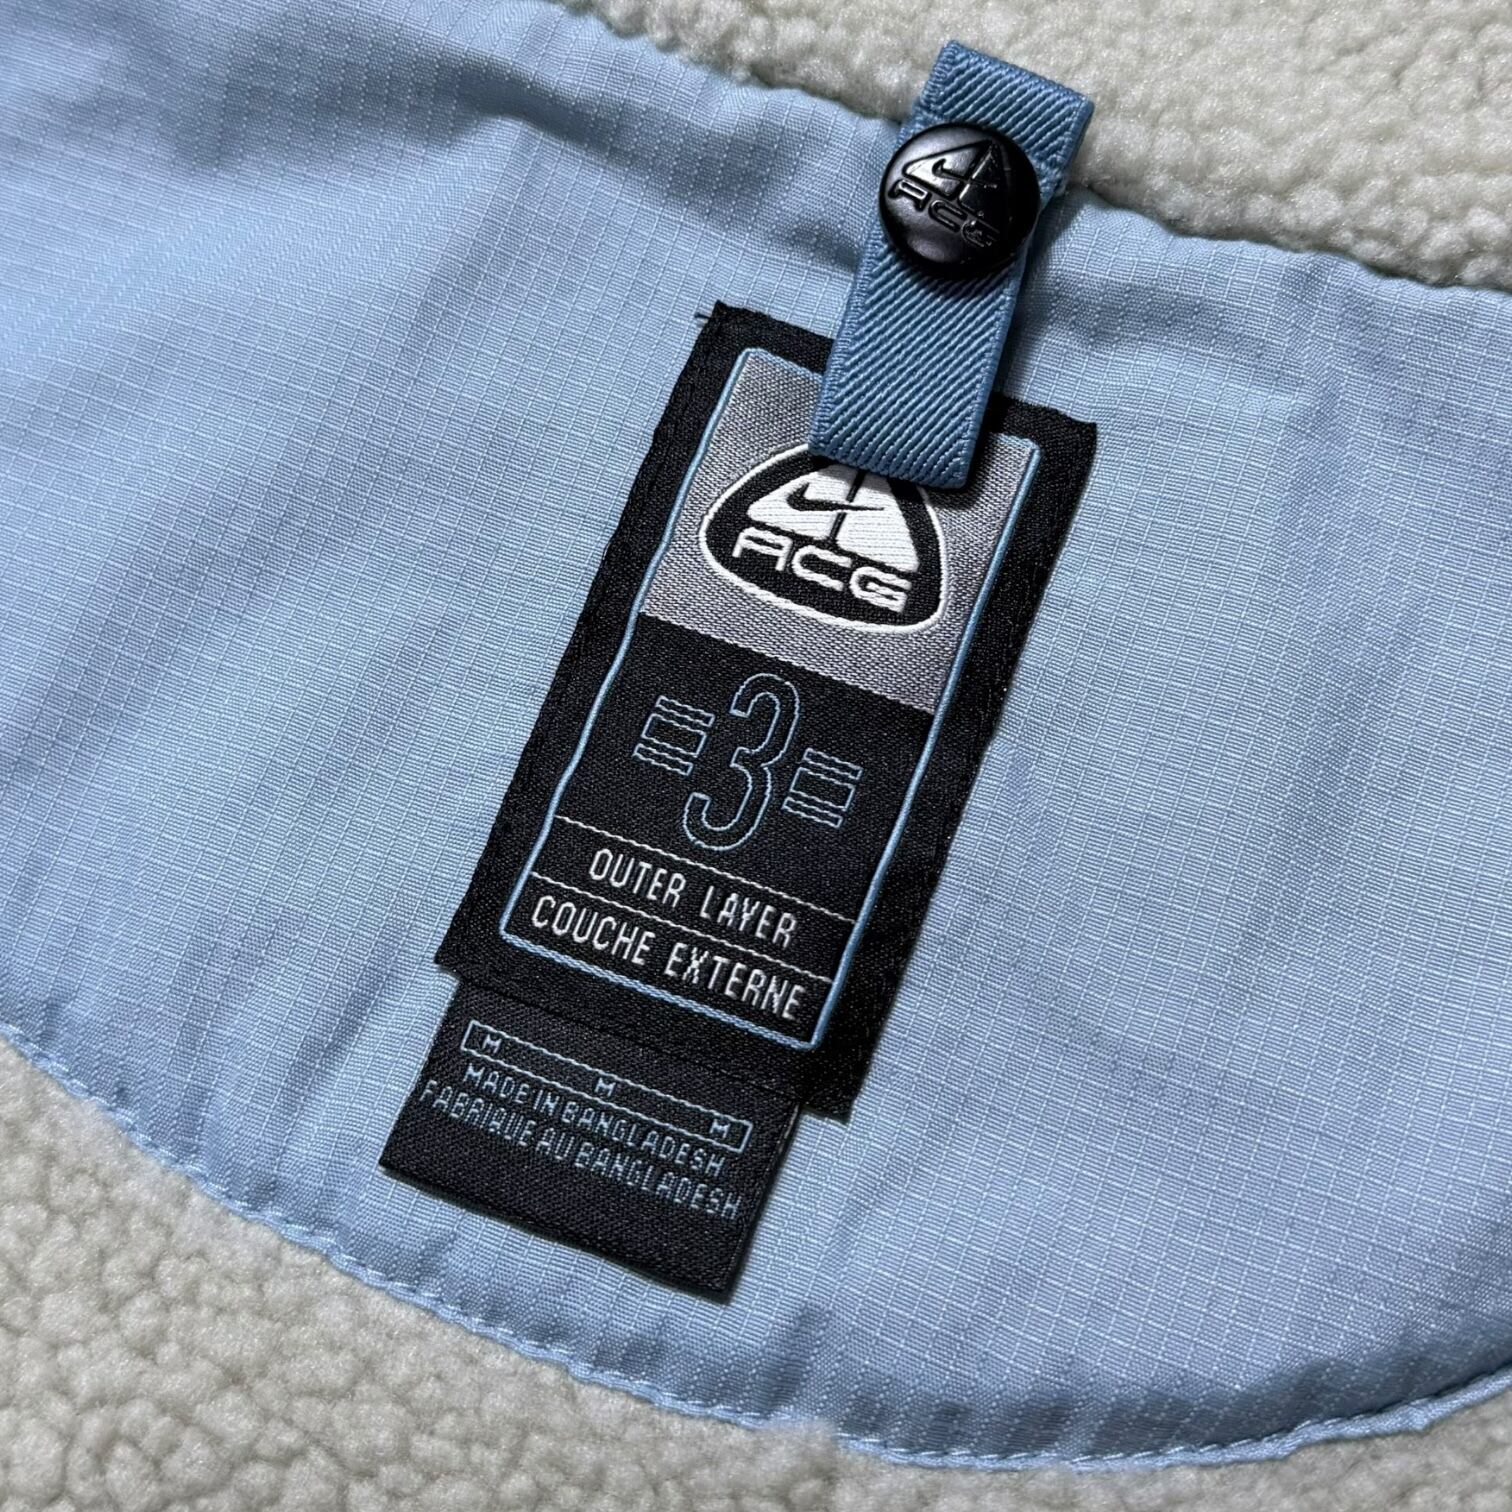 ACG
ACG
3
OUTER LAYER
COUCHE EXTERNE
M M M
MADE IN BANGLADESH
FABRIQUE AU BANGLADESH